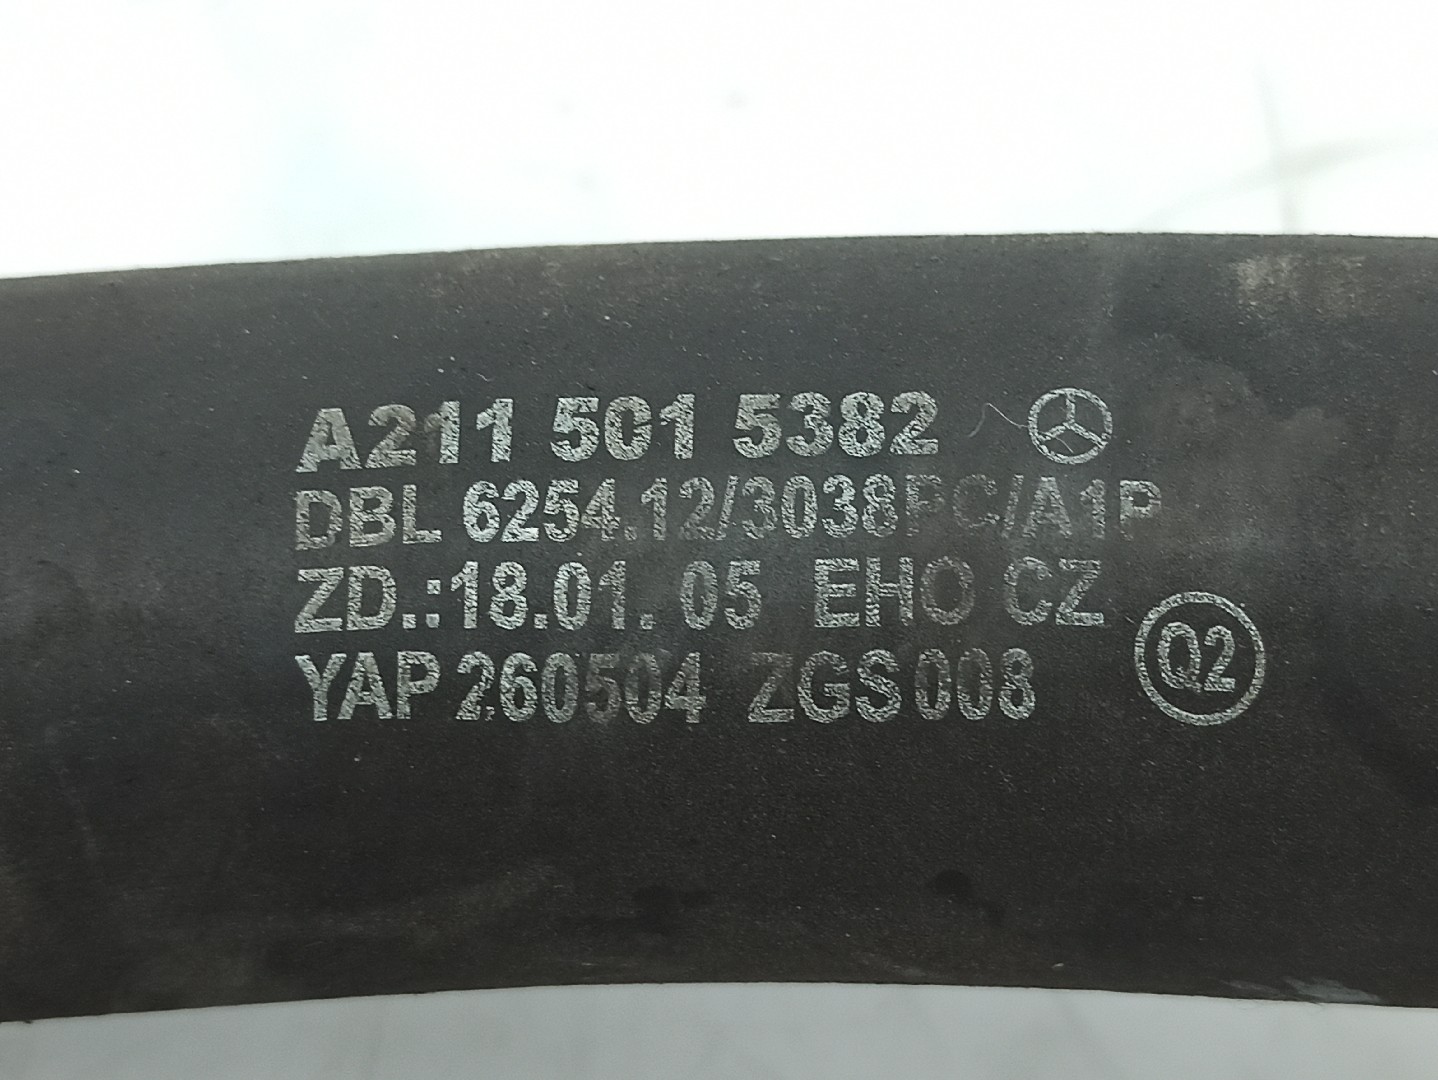 A211 501 5382
DBL 6254.12/3038PC/A1P
ZD.:18.01.05 EHO CZ
YAP 260504 ZGS008
Q2